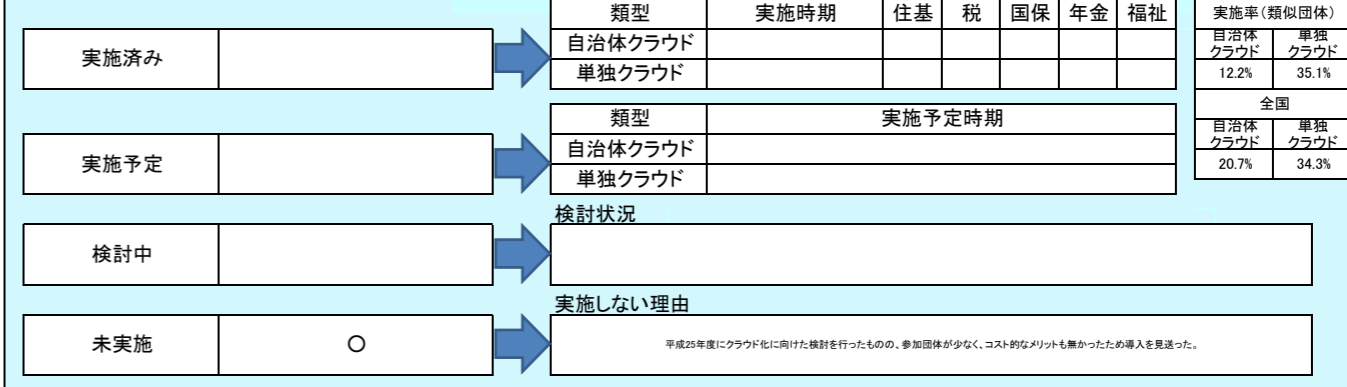 類型 実施時期 住基 税 国保 年金 福祉
実施済み
自治体クラウド
単独クラウド
実施率(類似団体)
自治体クラウド 単独クラウド
12.2% 35.1%
全国
自治体クラウド 単独クラウド
20.7% 34.3%
類型 実施予定時期
実施予定
自治体クラウド
単独クラウド
検討状況
検討中
実施しない理由
未実施 〇
平成25年度にクラウド化に向けた検討を行ったものの、参加団体が少なく、コスト的なメリットも無かったため導入を見送った。